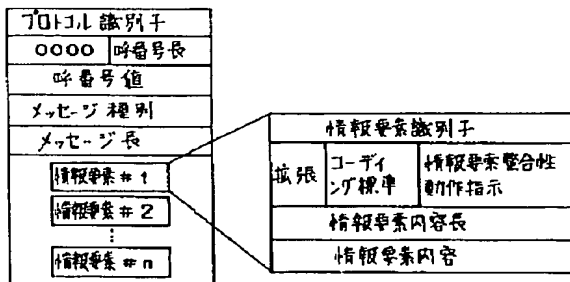 プロトコル識別子
0000 呼番号長
呼番号値
メッセージ種別
メッセージ長
情報要素#1
情報要素#2
情報要素#n
情報要素識別子
拡張
コーディング標準
情報要素整合性動作指示
情報要素内容長
情報要素内容